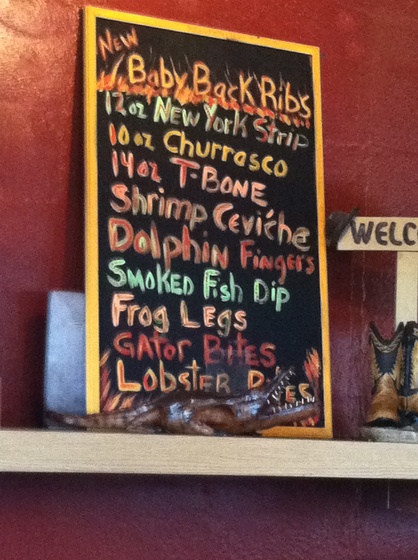 NEW
Baby Back Ribs
12oz New York Strip
10oz Churrasco
14oz T-Bone
Shrimp Ceviche
Dolphin Fingers
Smoked Fish Dip
Frog Legs
Gator Bites
Lobster
WELC